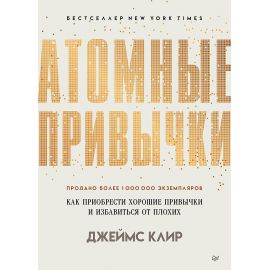 БЕСТСЕЛЛЕР NEW YORK TIMES
АТОМНЫЕ
ПРИВЫЧКИ
ПРОДАНО БОЛЕЕ 1 000 000 ЭКЗЕМПЛЯРОВ
КАК ПРИОБРЕСТИ ХОРОШИЕ ПРИВЫЧКИ
И ИЗБАВИТЬСЯ ОТ ПЛОХИХ
ДЖЕЙМС КЛИР